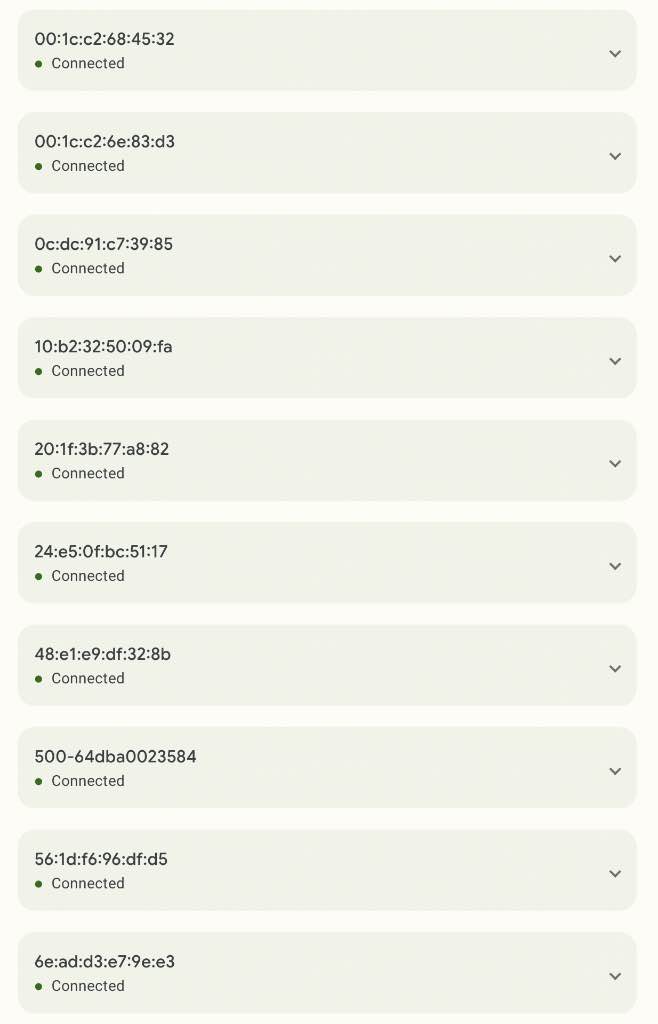 00:1c:c2:68:45:32
Connected
00:1c:c2:6e:83:d3
Connected
0c:dc:91:c7:39:85
Connected
10:b2:32:50:09:fa
Connected
20:1f:3b:77:a8:82
Connected
24:e5:0f:bc:51:17
Connected
48:e1:e9:df:32:8b
Connected
500-64dba0023584
Connected
56:1d:f6:96:df:d5
Connected
6e:ad:d3:e7:9e:e3
Connected